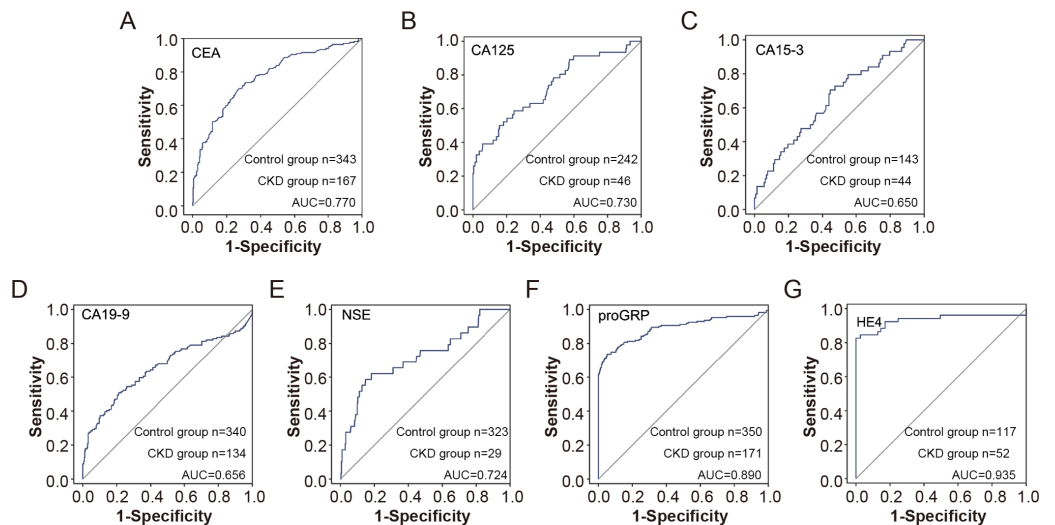 A
CEA
Sensitivity
1.0
0.8
0.6
0.4
0.2
0.0
Control group n=343
CKD group n=167
AUC=0.770
0.0 0.2 0.4 0.6 0.8 1.0
1-Specificity
B
CA125
Sensitivity
1.0
0.8
0.6
0.4
0.2
0.0
Control group n=242
CKD group n=46
AUC=0.730
0.0 0.2 0.4 0.6 0.8 1.0
1-Specificity
C
CA15-3
Sensitivity
1.0
0.8
0.6
0.4
0.2
0.0
Control group n=143
CKD group n=44
AUC=0.650
0.0 0.2 0.4 0.6 0.8 1.0
1-Specificity
D
CA19-9
Sensitivity
1.0
0.8
0.6
0.4
0.2
0.0
Control group n=340
CKD group n=134
AUC=0.656
0.0 0.2 0.4 0.6 0.8 1.0
1-Specificity
E
NSE
Sensitivity
1.0
0.8
0.6
0.4
0.2
0.0
Control group n=323
CKD group n=29
AUC=0.724
0.0 0.2 0.4 0.6 0.8 1.0
1-Specificity
F
proGRP
Sensitivity
1.0
0.8
0.6
0.4
0.2
0.0
Control group n=350
CKD group n=171
AUC=0.890
0.0 0.2 0.4 0.6 0.8 1.0
1-Specificity
G
HE4
Sensitivity
1.0
0.8
0.6
0.4
0.2
0.0
Control group n=117
CKD group n=52
AUC=0.935
0.0 0.2 0.4 0.6 0.8 1.0
1-Specificity